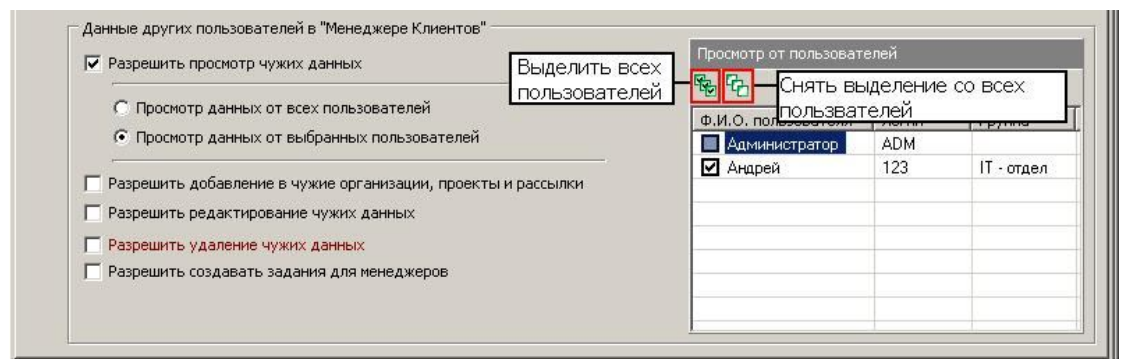 Данные других пользователей в "Менеджере Клиентов"
Разрешить просмотр чужих данных
Просмотр данных от всех пользователей
Просмотр данных от выбранных пользователей
Разрешить добавление в чужие организации, проекты и рассылки
Разрешить редактирование чужих данных
Разрешить удаление чужих данных
Разрешить создавать задания для менеджеров
Выделить всех
пользователей
Просмотр от пользователей
Снять выделение со всех
пользвателей
Ф.И.О.
Администратор ADM
Андрей 123 IT - отдел